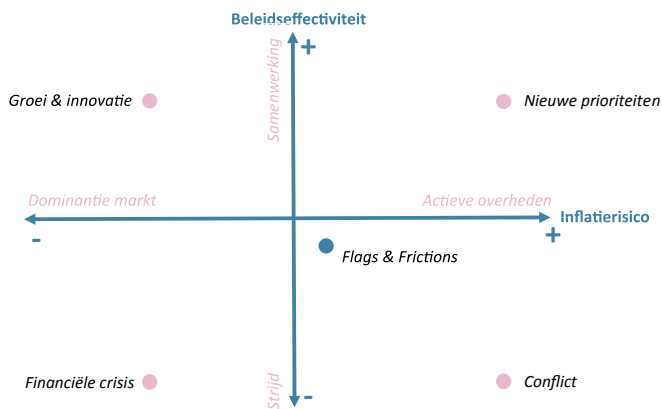 Beleidseffectiviteit
+
Samenwerking
Groei & innovatie
Nieuwe prioriteiten
Dominantie markt
Actieve overheden
Inflatierisico
-
+
Flags & Frictions
Financiële crisis
Strijd
-
Conflict